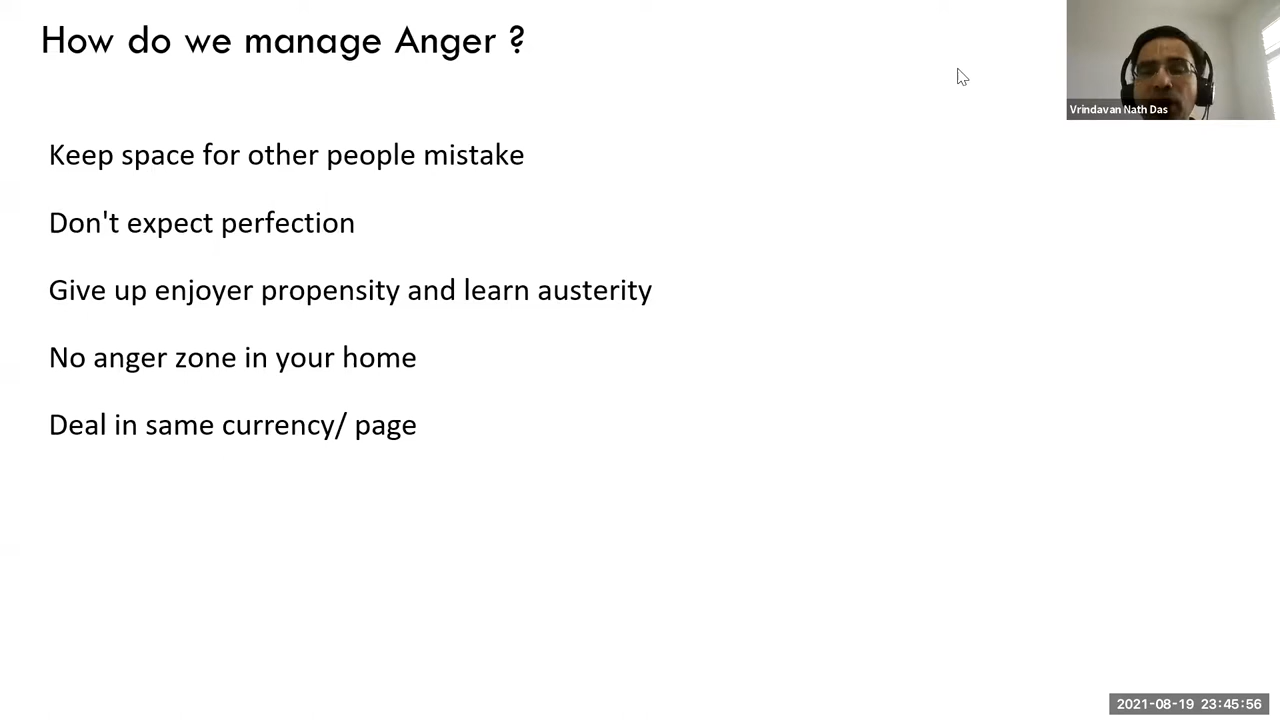 How do we manage Anger ?
Vrindavan Nath Das
Keep space for other people mistake
Don't expect perfection
Give up enjoyer propensity and learn austerity
No anger zone in your home
Deal in same currency/ page
2021-08-19 23:45:56